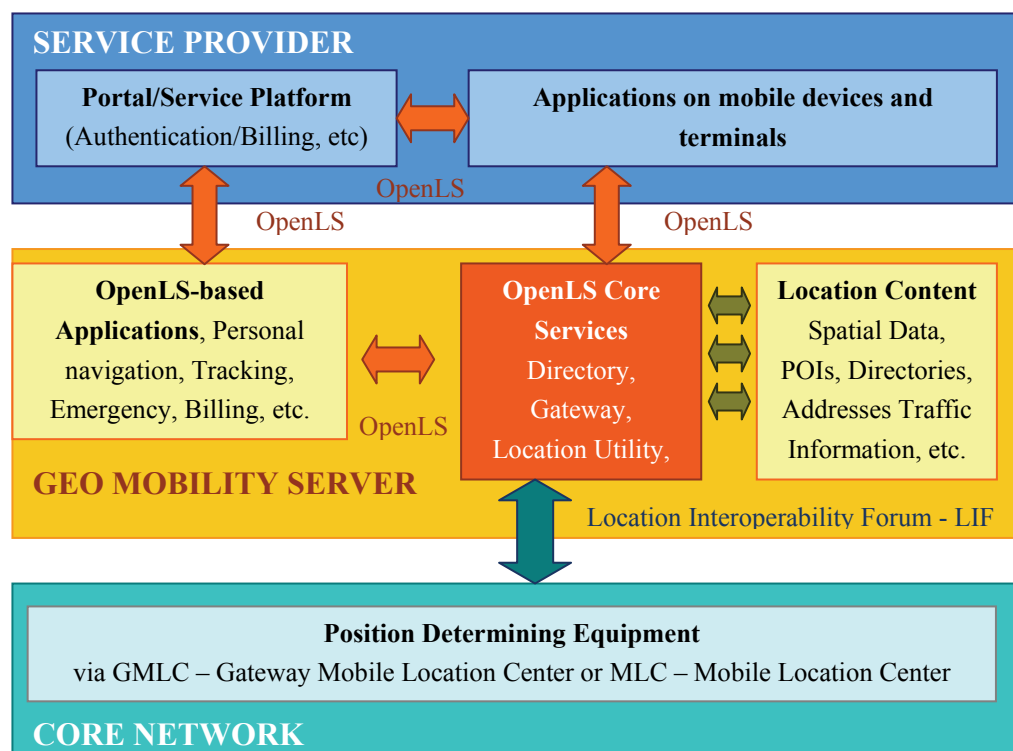 SERVICE PROVIDER
Portal/Service Platform
(Authentication/Billing, etc)
Applications on mobile devices and
terminals
OpenLS
OpenLS
OpenLS
OpenLS-based
Applications, Personal
navigation, Tracking,
Emergency, Billing, etc.
OpenLS
OpenLS Core
Services
Directory,
Gateway,
Location Utility,
Location Content
Spatial Data,
POIs, Directories,
Addresses Traffic
Information, etc.
GEO MOBILITY SERVER
Location Interoperability Forum - LIF
Position Determining Equipment
via GMLC – Gateway Mobile Location Center or MLC – Mobile Location Center
CORE NETWORK